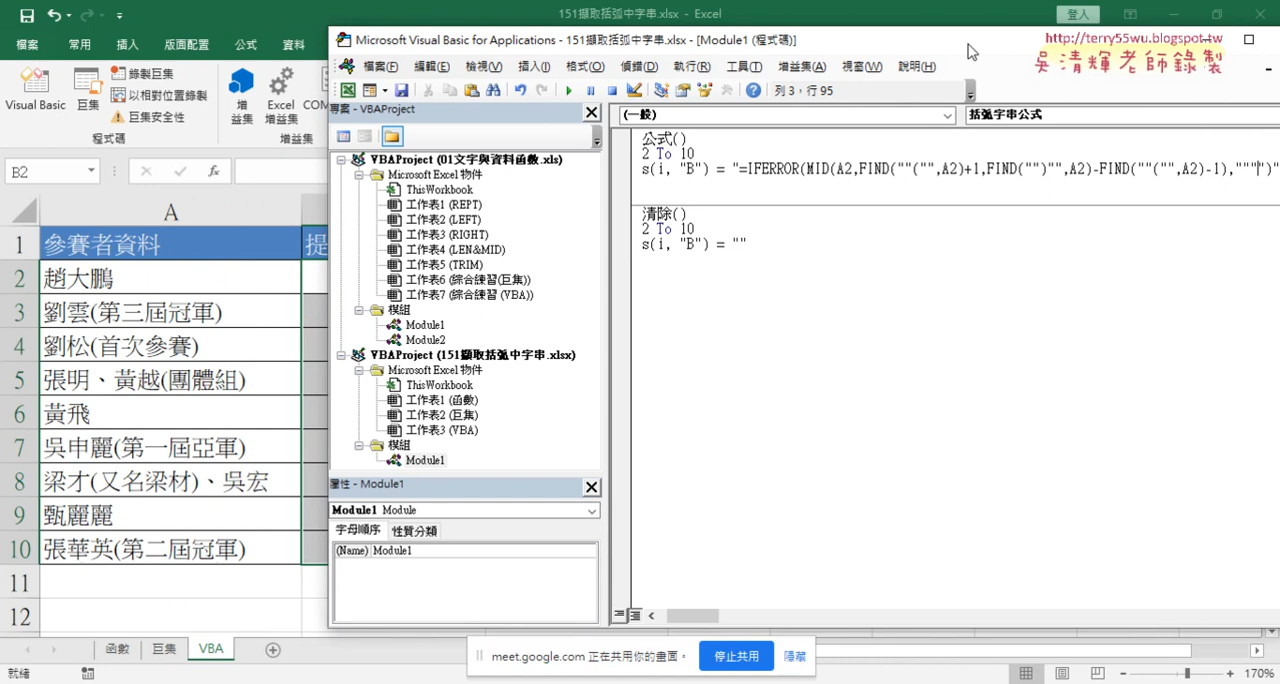 151擷取括弧中字串.xlsx - Excel
登入
檔案 常用 插入 版面配置 公式 資料
Visual Basic
巨集
錄製巨集
以相對位置錄製
巨集安全性
程式碼
增益集
Excel 增益集
COM
增益集
B2
fx
A
1 參賽者資料 提
2 趙大鵬
3 劉雲(第三屆冠軍)
4 劉松(首次參賽)
5 張明、黃越(團體組)
6 黃飛
7 吳申麗(第一屆亞軍)
8 梁才(又名梁材)、吳宏
9 甄麗麗
10 張華英(第二屆冠軍)
11
12
函數 巨集 VBA
就緒
170%
Microsoft Visual Basic for Applications - 151擷取括弧中字串.xlsx - [Module1 (程式碼)]
http://terry55wu.blogspot.tw
吳清輝老師錄製
檔案(F) 編輯(E) 檢視(V) 插入(I) 格式(O) 偵錯(D) 執行(R) 工具(T) 增益集(A) 視窗(W) 說明(H)
列 3，行 95
專案 - VBAProject
VBAProject (01文字與資料函數.xls)
Microsoft Excel 物件
ThisWorkbook
工作表1 (REPT)
工作表2 (LEFT)
工作表3 (RIGHT)
工作表4 (LEN&MID)
工作表5 (TRIM)
工作表6 (綜合練習(巨集))
工作表7 (綜合練習 (VBA))
模組
Module1
Module2
VBAProject (151擷取括弧中字串.xlsx)
Microsoft Excel 物件
ThisWorkbook
工作表1 (函數)
工作表2 (巨集)
工作表3 (VBA)
模組
Module1
屬性 - Module1
Module1 Module
字母順序 性質分類
(Name) Module1
(一般) 括弧字串公式
公式()
2 To 10
s(i, "B") = "=IFERROR(MID(A2,FIND(""("",A2)+1,FIND("")"",A2)-FIND(""("",A2)-1),"""")"
清除()
2 To 10
s(i, "B") = ""
meet.google.com 正在共用你的畫面。 停止共用 隱藏